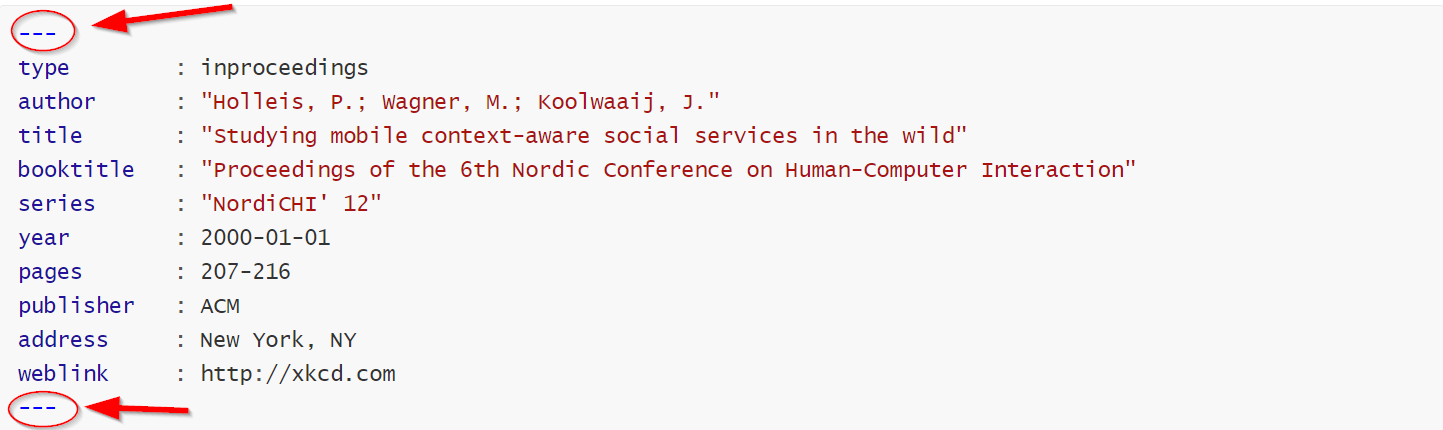 ---
type : inproceedings
author : "Holleis, P.; Wagner, M.; Koolwaaij, J."
title : "Studying mobile context-aware social services in the wild"
booktitle : "Proceedings of the 6th Nordic Conference on Human-Computer Interaction"
series : "NordiCHI' 12"
year : 2000-01-01
pages : 207-216
publisher : ACM
address : New York, NY
weblink : http://xkcd.com
---